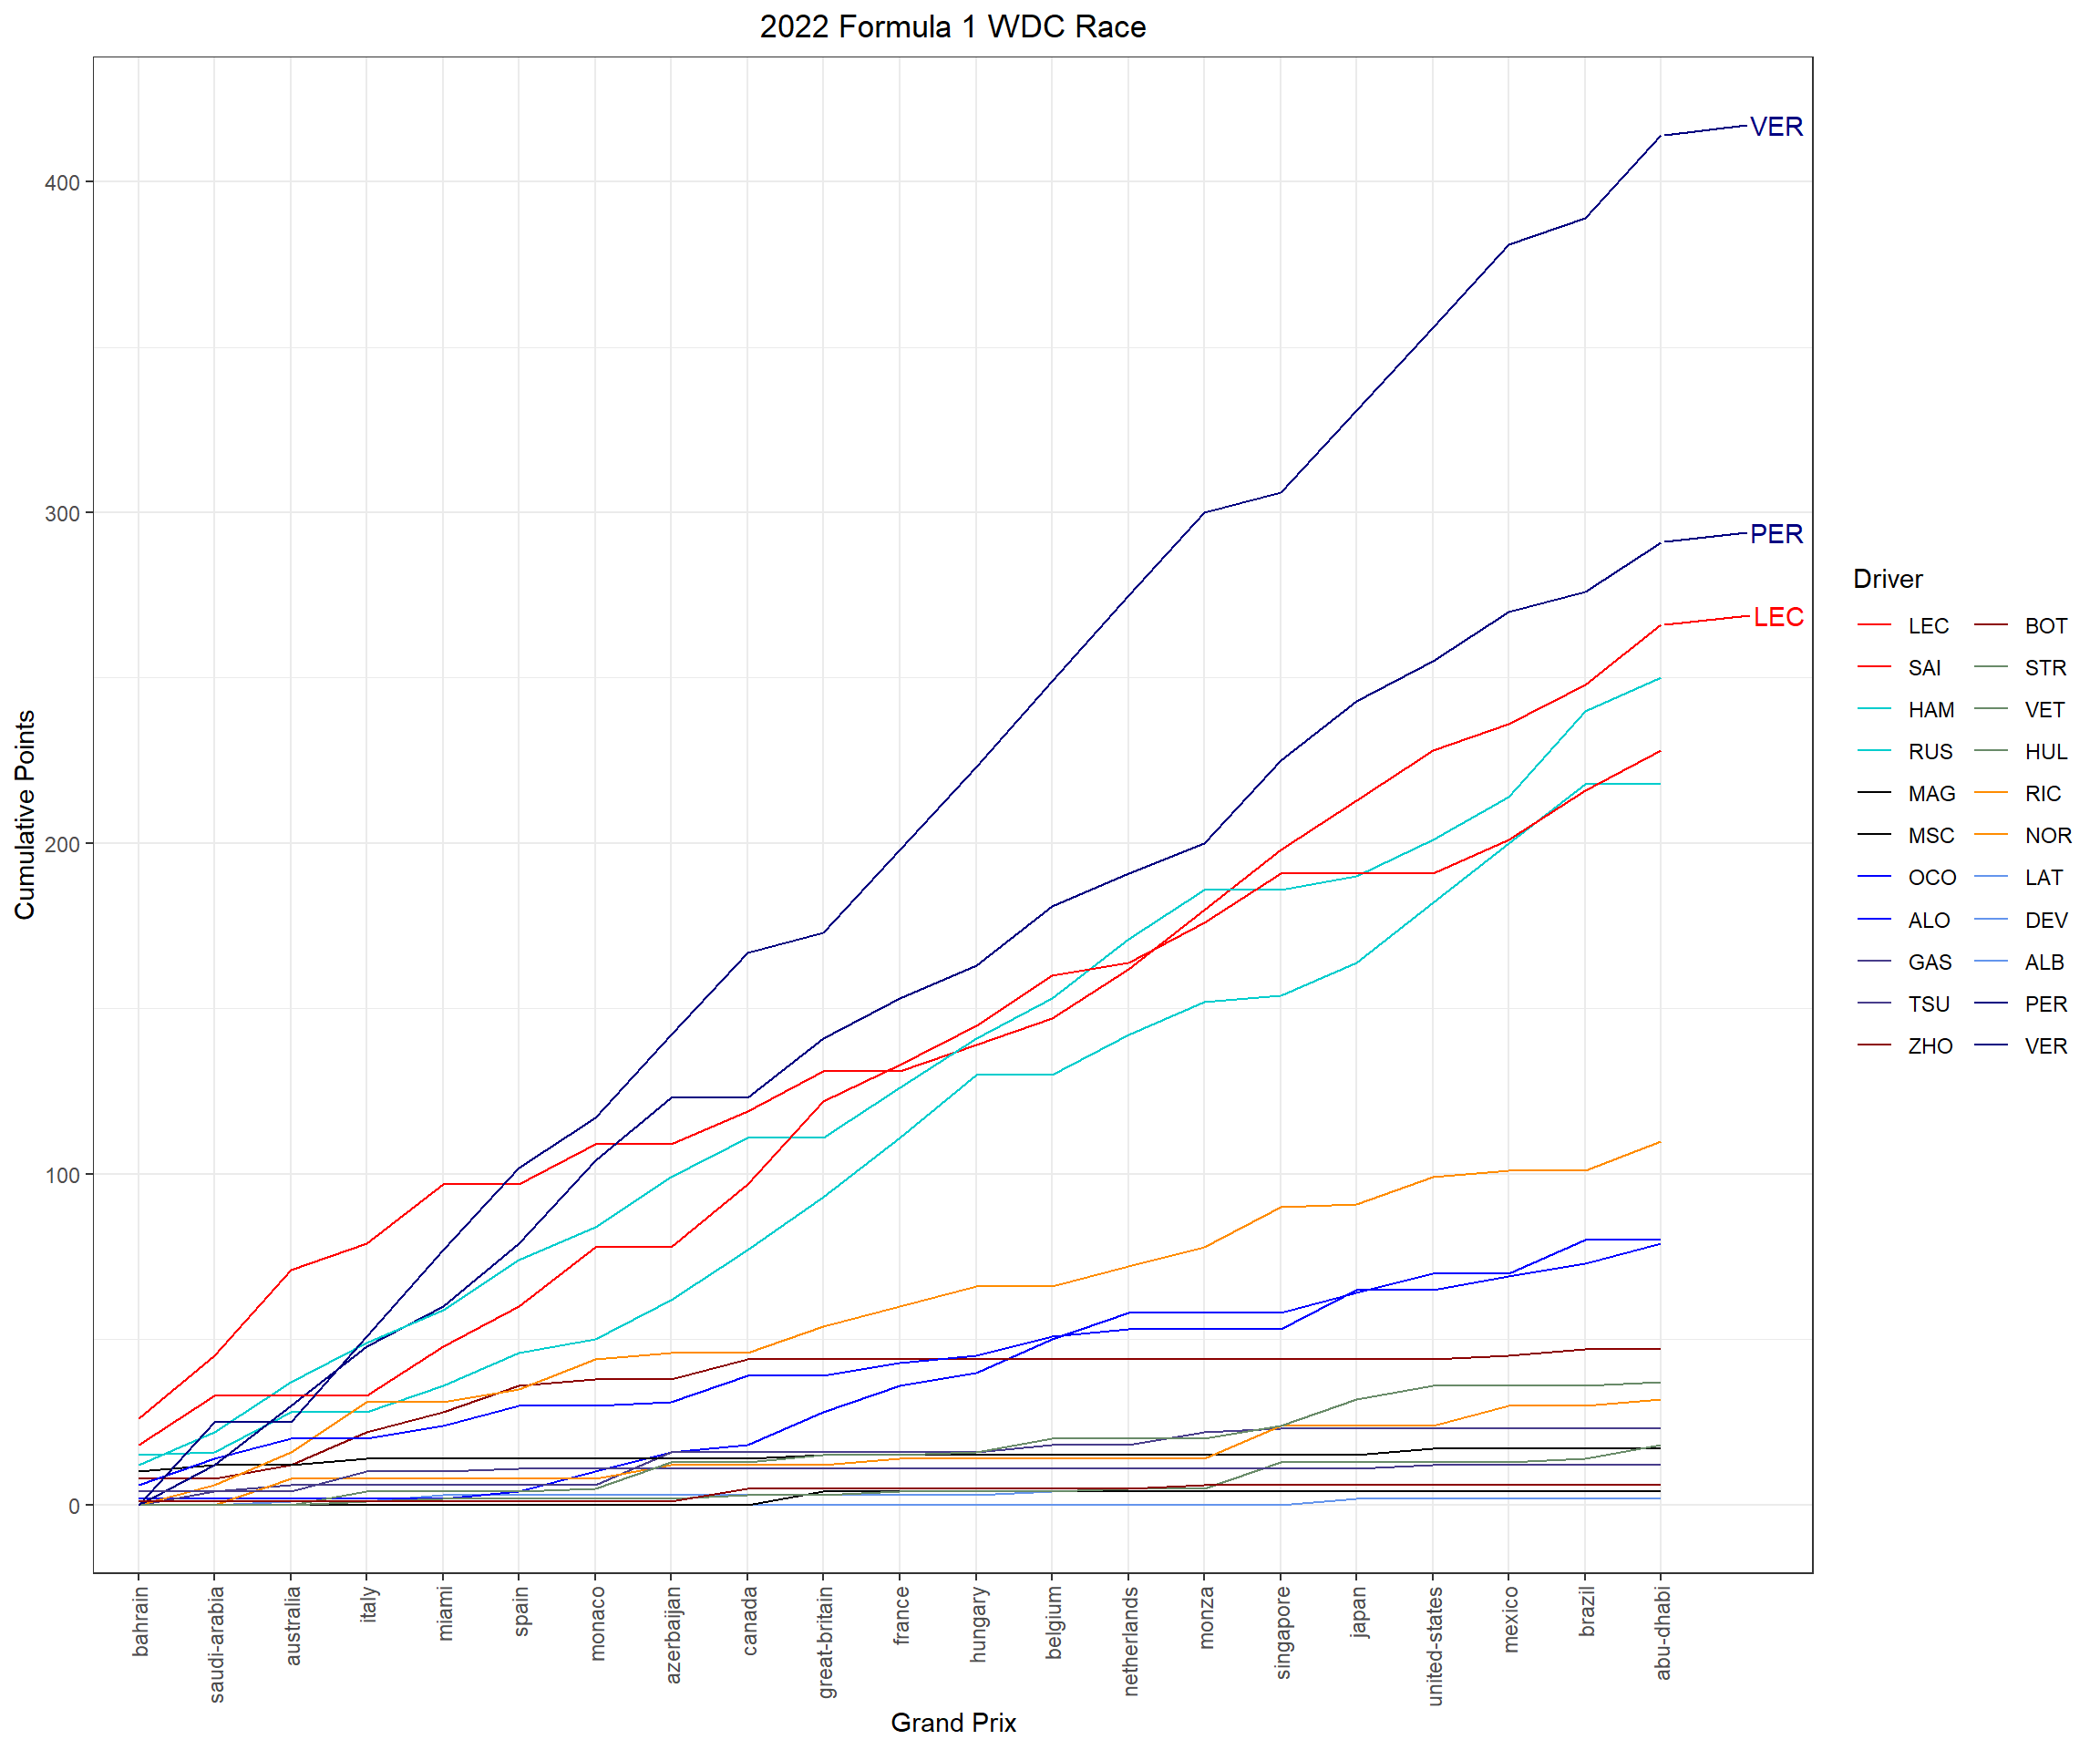 2022 Formula 1 WDC Race
VER
400
300
PER
LEC
200
100
0
Cumulative Points
bahrain
saudi-arabia
australia
italy
miami
spain
monaco
azerbaijan
canada
great-britain
france
hungary
belgium
netherlands
monza
singapore
japan
united-states
mexico
brazil
abu-dhabi
Grand Prix
Driver
LEC
SAI
HAM
RUS
MAG
MSC
OCO
ALO
GAS
TSU
ZHO
BOT
STR
VET
HUL
RIC
NOR
LAT
DEV
ALB
PER
VER